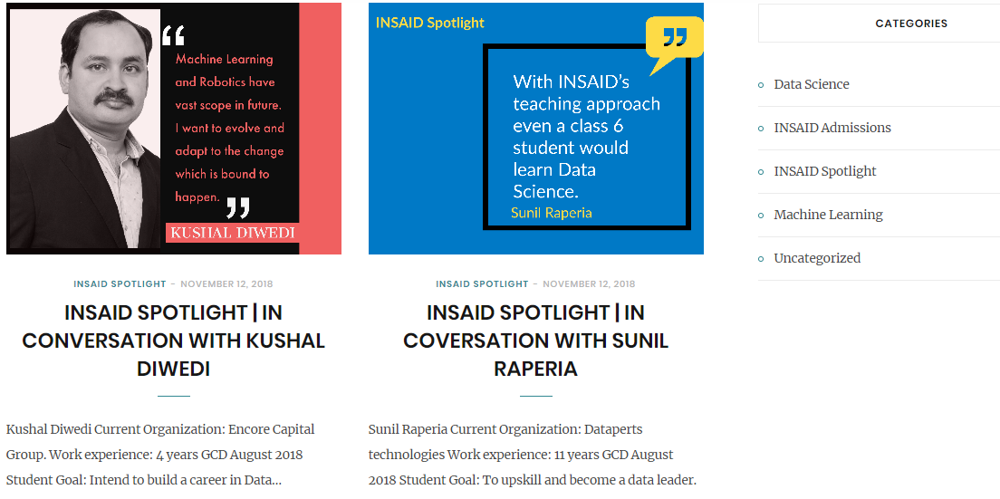 “
Machine Learning
and Robotics have
vast scope in future.
I want to evolve and
adapt to the change
which is bound to
happen.
”
KUSHAL DIWEDI
INSAID SPOTLIGHT - NOVEMBER 12, 2018
INSAID SPOTLIGHT | IN
CONVERSATION WITH KUSHAL
DIWEDI
Kushal Diwedi Current Organization: Encore Capital
Group. Work experience: 4 years GCD August 2018
Student Goal: Intend to build a career in Data...
INSAID Spotlight
”
With INSAID's
teaching approach
even a class 6
student would
learn Data
Science.
Sunil Raperia
INSAID SPOTLIGHT - NOVEMBER 12, 2018
INSAID SPOTLIGHT | IN
COVERSATION WITH SUNIL
RAPERIA
Sunil Raperia Current Organization: Dataperts
technologies Work experience: 11 years GCD August
2018 Student Goal: To upskill and become a data leader.
CATEGORIES
Data Science
INSAID Admissions
INSAID Spotlight
Machine Learning
Uncategorized